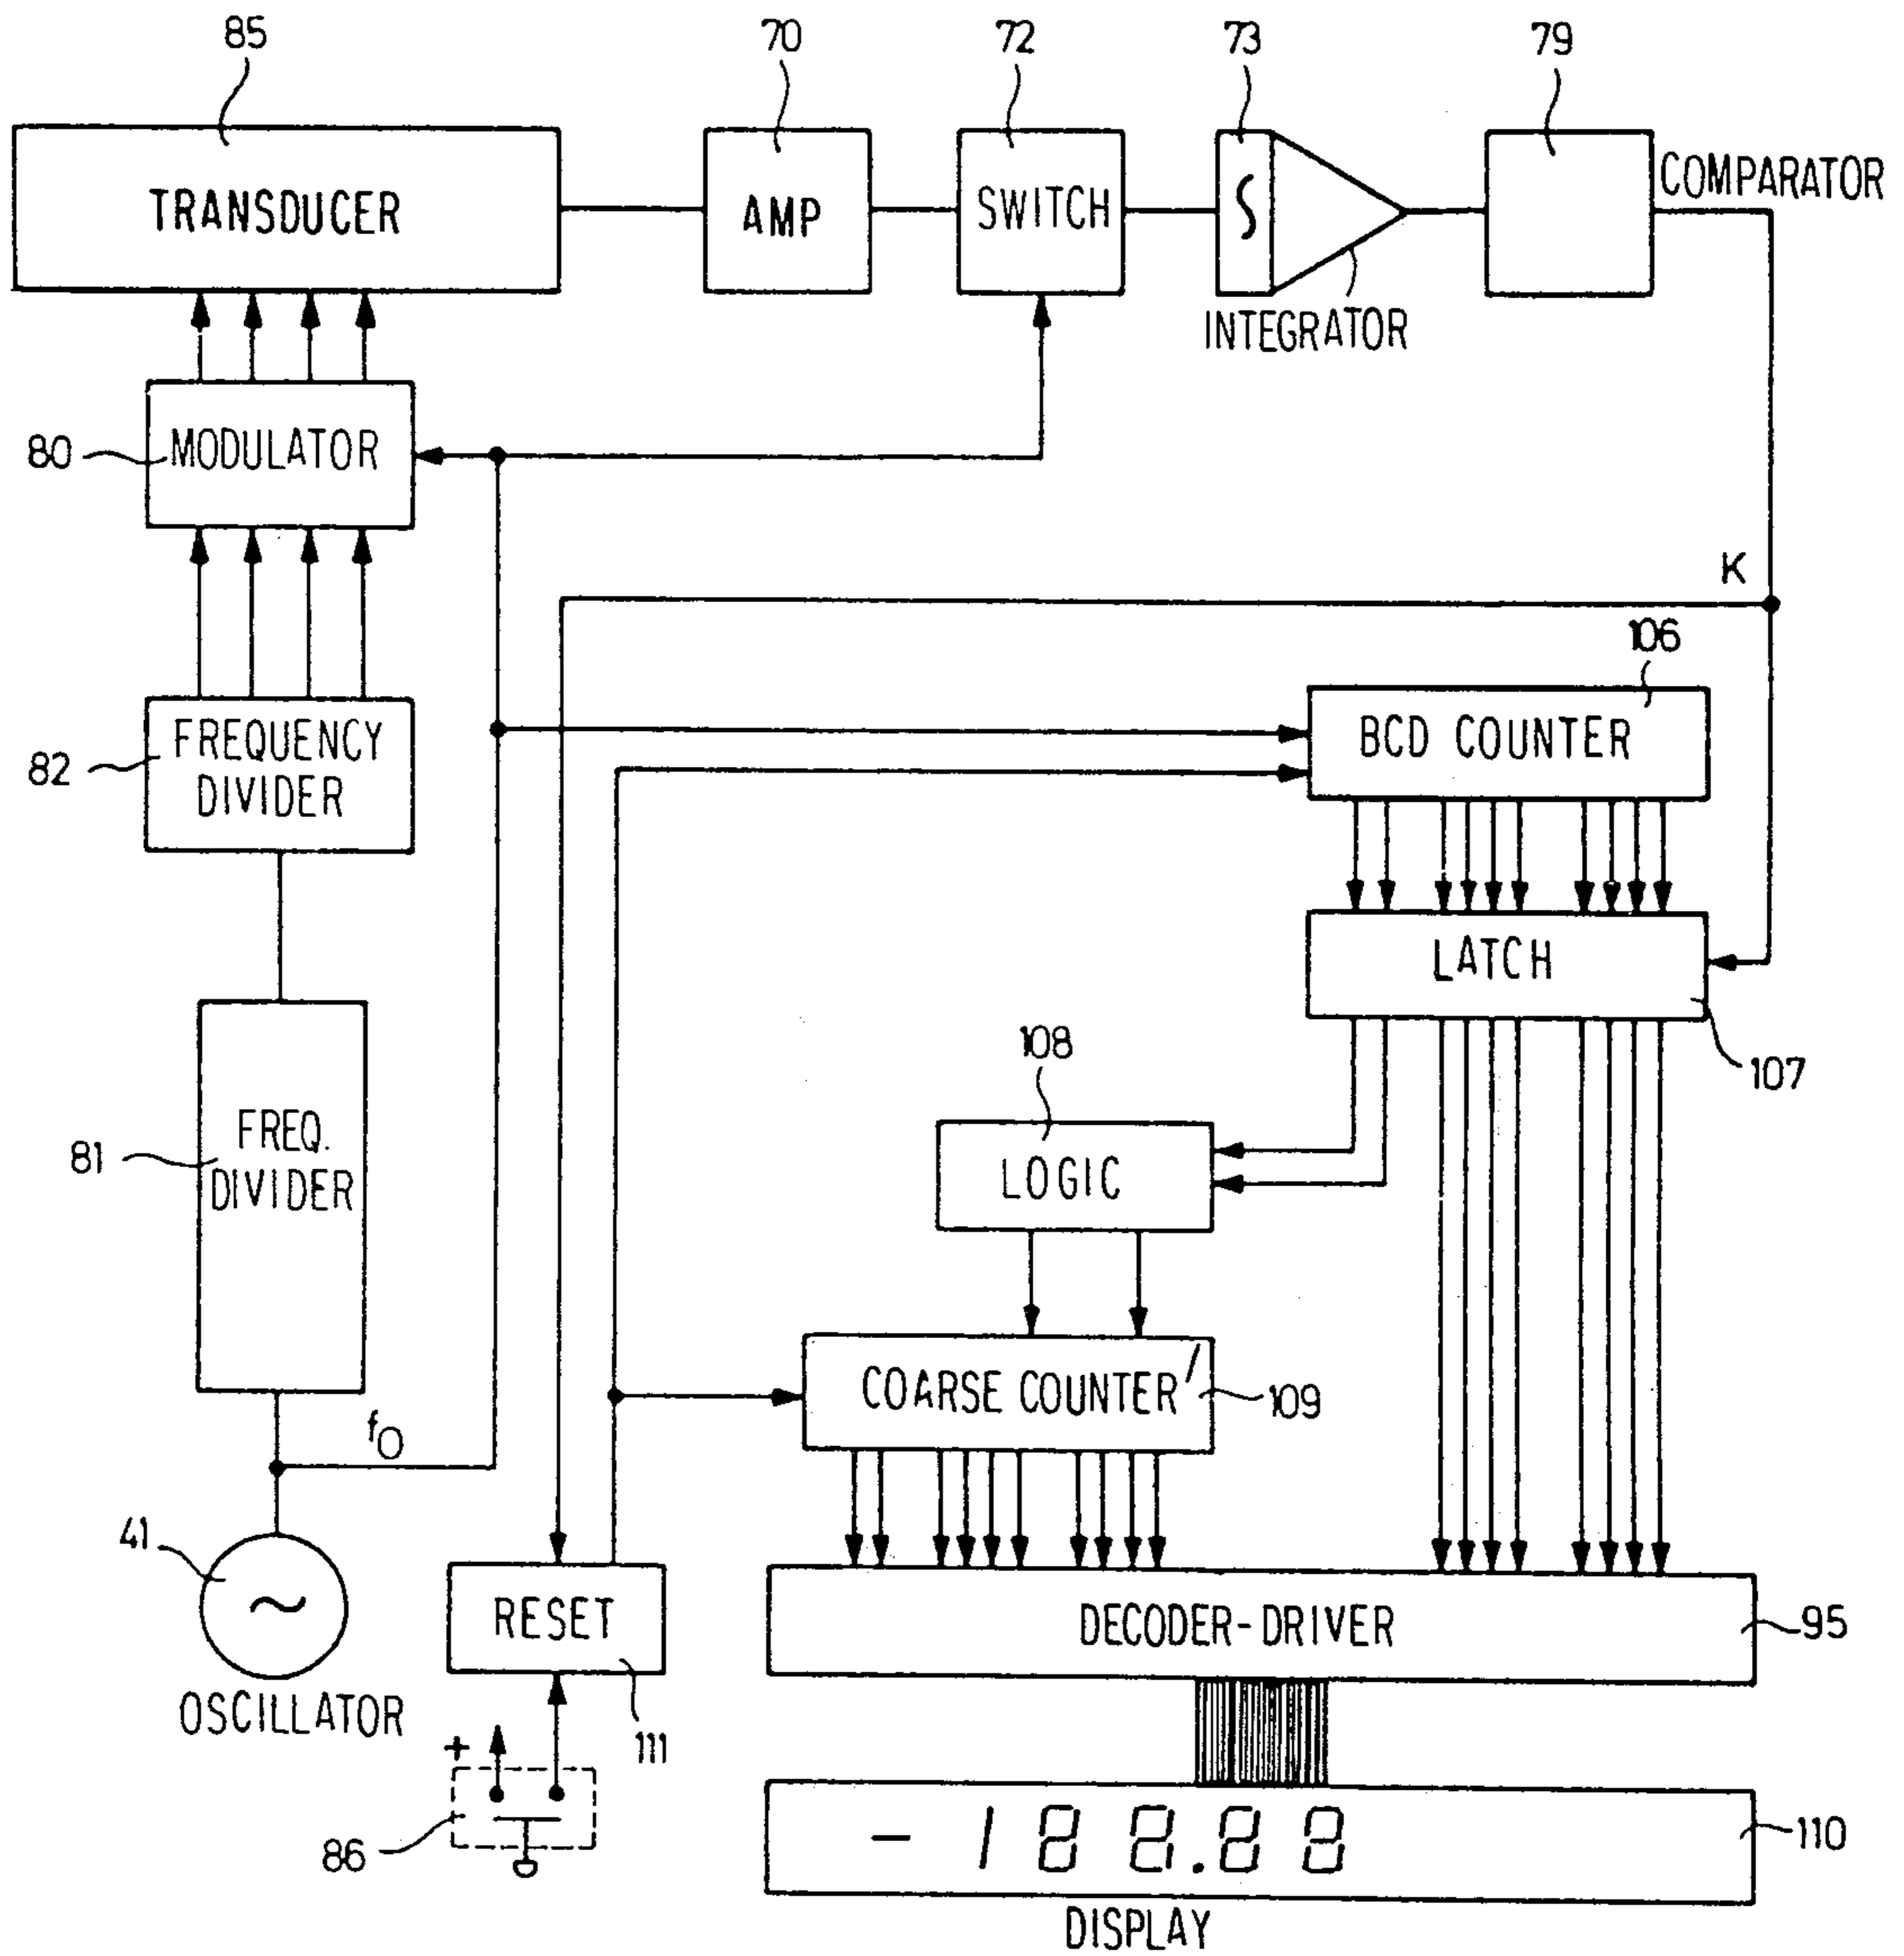 85
70
72
73
79
TRANSDUCER
AMP
SWITCH
∫
COMPARATOR
INTEGRATOR
80
MODULATOR
K
106
82
FREQUENCY
DIVIDER
BCD COUNTER
LATCH
107
108
81
FREQ.
DIVIDER
LOGIC
COARSE COUNTER
109
fO
41
~
RESET
DECODER-DRIVER
95
OSCILLATOR
111
+
86
-188.88
110
DISPLAY